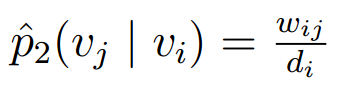 p̂₂(vⱼ | vᵢ) = wᵢⱼ / dᵢ